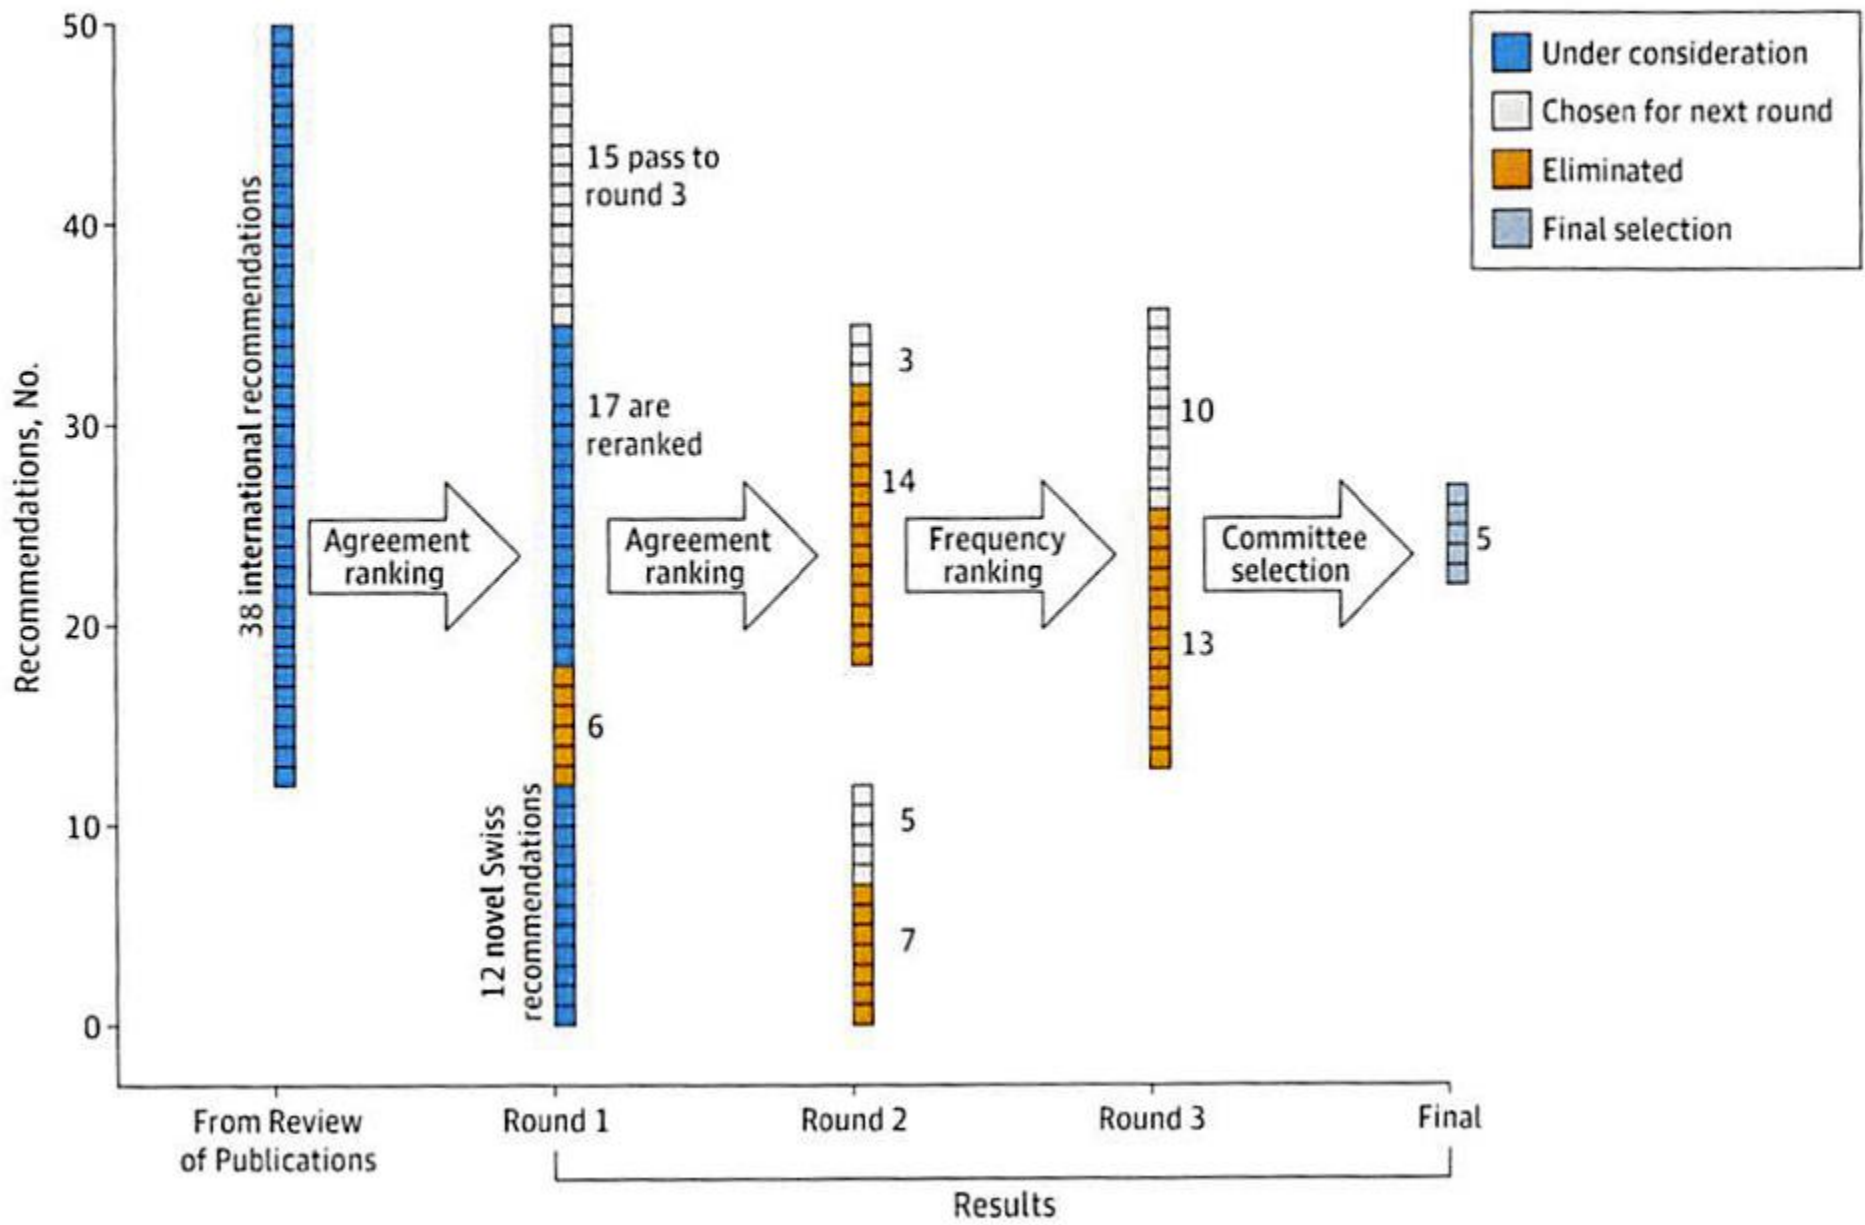 50
40
30
20
10
0
Recommendations, No.
38 international recommendations
Agreement
ranking
15 pass to
round 3
17 are
reranked
6
12 novel Swiss
recommendations
Agreement
ranking
3
14
5
7
Frequency
ranking
10
13
Committee
selection
5
Under consideration
Chosen for next round
Eliminated
Final selection
From Review
of Publications
Round 1
Round 2
Round 3
Final
Results